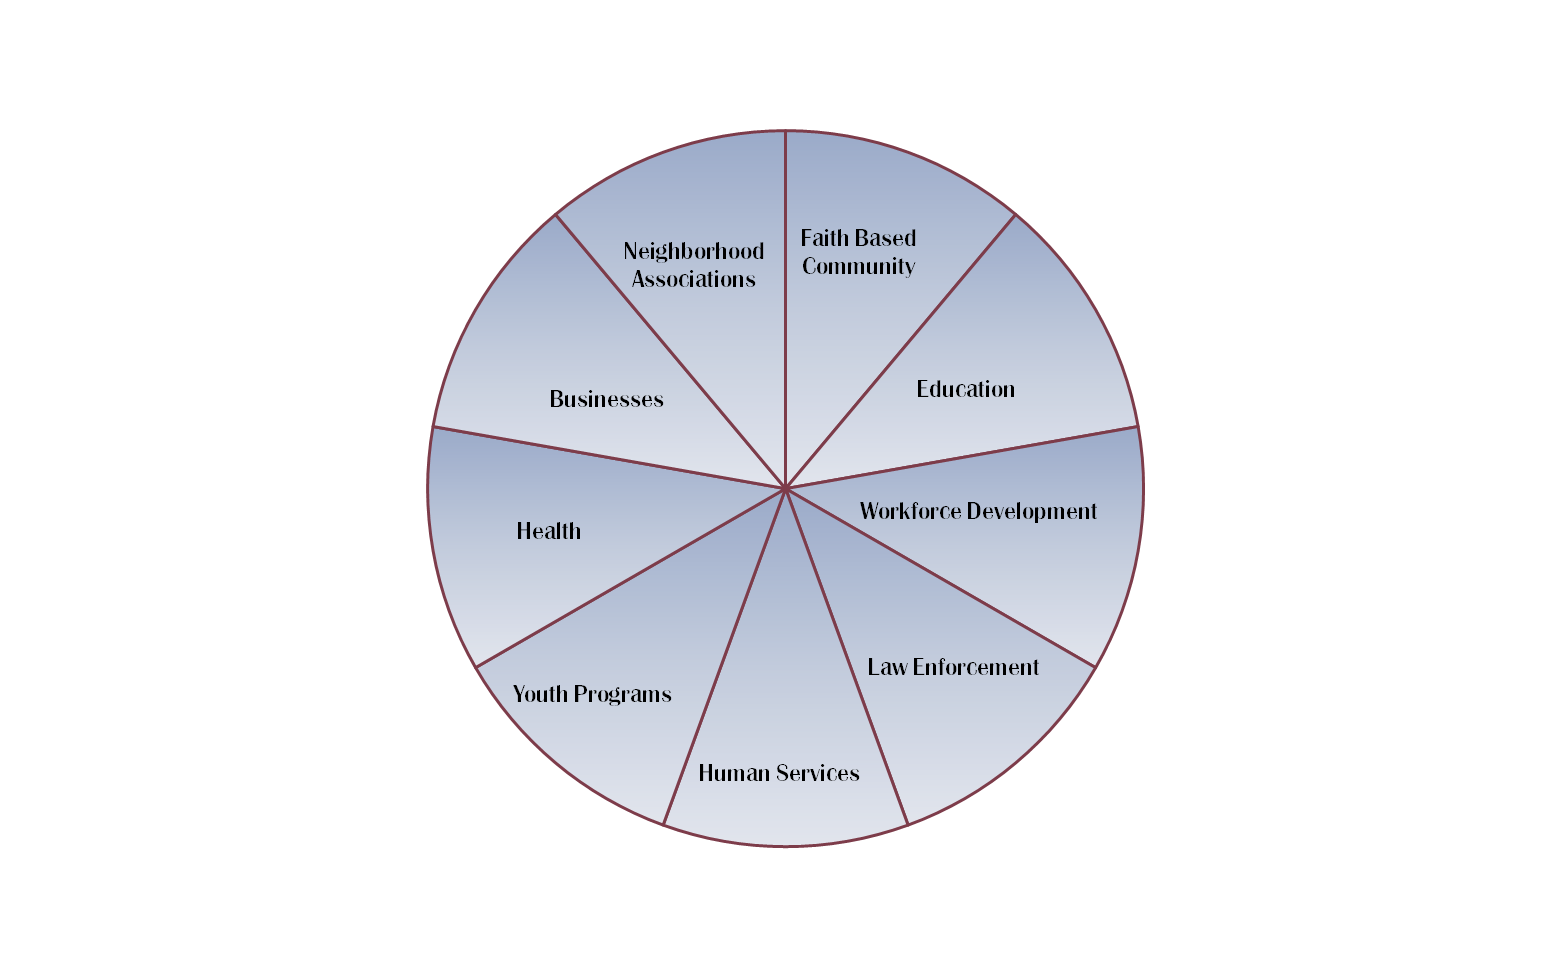 Neighborhood
Associations
Faith Based
Community
Education
Businesses
Workforce Development
Health
Law Enforcement
Youth Programs
Human Services